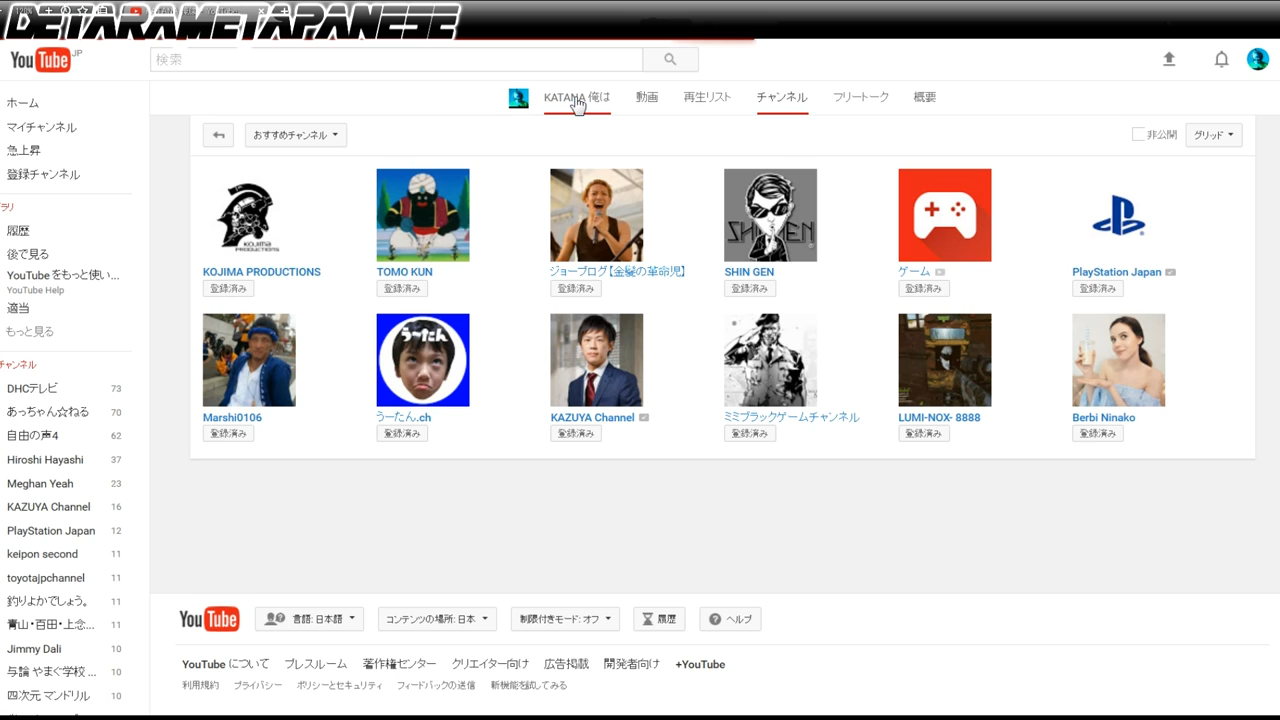 DETARAMETAPANESE
YouTube JP
検索
ホーム
マイチャンネル
急上昇
登録チャンネル
ラリ
履歴
後で見る
YouTube をもっと使い...
YouTube Help
適当
もっと見る
チャンネル
DHCテレビ 73
あっちゃん☆ねる 70
自由の声4 62
Hiroshi Hayashi 37
Meghan Yeah 23
KAZUYA Channel 16
PlayStation Japan 12
keipon second 11
toyotajpchannel 11
釣りよかでしょう。 11
青山・百田・上念... 11
Jimmy Dali 10
与論 やまぐ学校 ... 10
四次元 マンドリル 10
KATANA 俺は 動画 再生リスト チャンネル フリートーク 概要
おすすめチャンネル
非公開 グリッド
KOJIMA PRODUCTIONS
SHINGEN
KOJIMA PRODUCTIONS TOMO KUN ジョーブログ【金髪の革命児】 SHIN GEN ゲーム PlayStation Japan
登録済み 登録済み 登録済み 登録済み 登録済み 登録済み
うーたん
Marshi0106 うーたん.ch KAZUYA Channel ミミブラックゲームチャンネル LUMI-NOX- 8888 Berbi Ninako
登録済み 登録済み 登録済み 登録済み 登録済み 登録済み
YouTube 言語: 日本語 コンテンツの場所: 日本 制限付きモード: オフ 履歴 ヘルプ
YouTube について プレスルーム 著作権センター クリエイター向け 広告掲載 開発者向け +YouTube
利用規約 プライバシー ポリシーとセキュリティ フィードバックの送信 新機能を試してみる